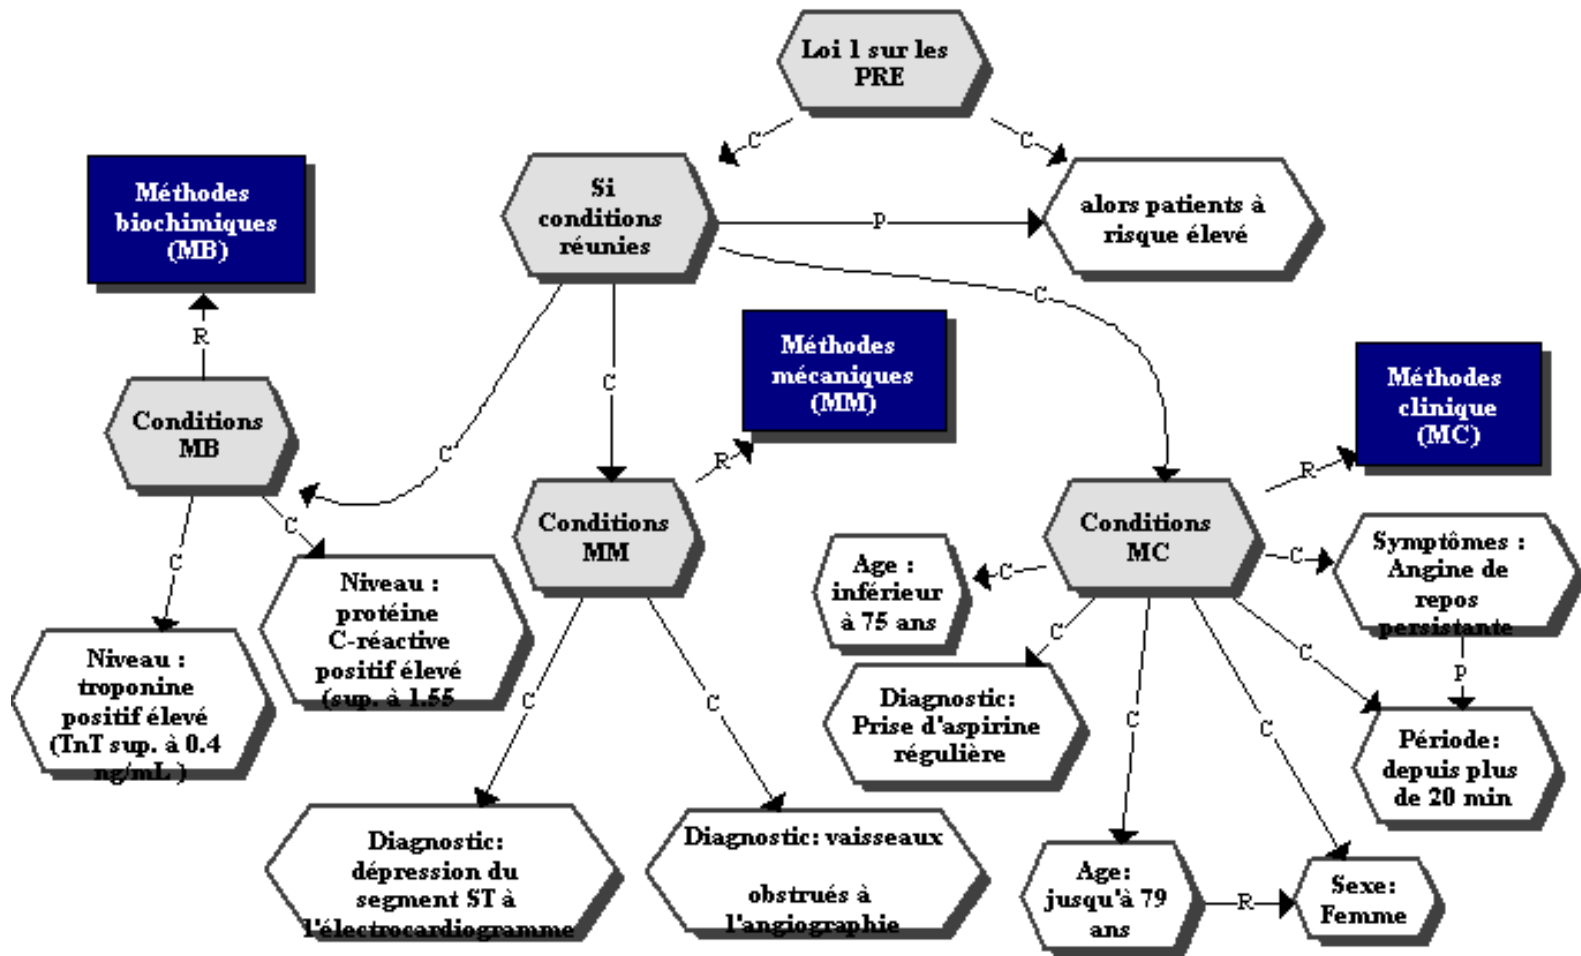 Loi 1 sur les
PRE
C
C
Méthodes
biochimiques
(MB)
Si
conditions
réunies
P
alors patients à
risque élevé
R
C
C
C
Méthodes
mécaniques
(MM)
Méthodes
clinique
(MC)
Conditions
MB
R
R
Conditions
MM
Conditions
MC
C
C
Niveau :
troponine
positif élevé
(TnT sup. à 0.4
ng/mL )
Niveau :
protéine
C-réactive
positif élevé
(sup. à 1.55
C
C
Age :
inférieur
à 75 ans
C
C
Symptômes :
Angine de
repos
persistante
C
C
C
C
P
Diagnostic:
Prise d'aspirine
régulière
Période:
depuis plus
de 20 min
Diagnostic:
dépression du
segment ST à
l'électrocardiogramme
Diagnostic: vaisseaux
obstrués à
l'angiographie
Age:
jusqu'à 79
ans
R
Sexe:
Femme